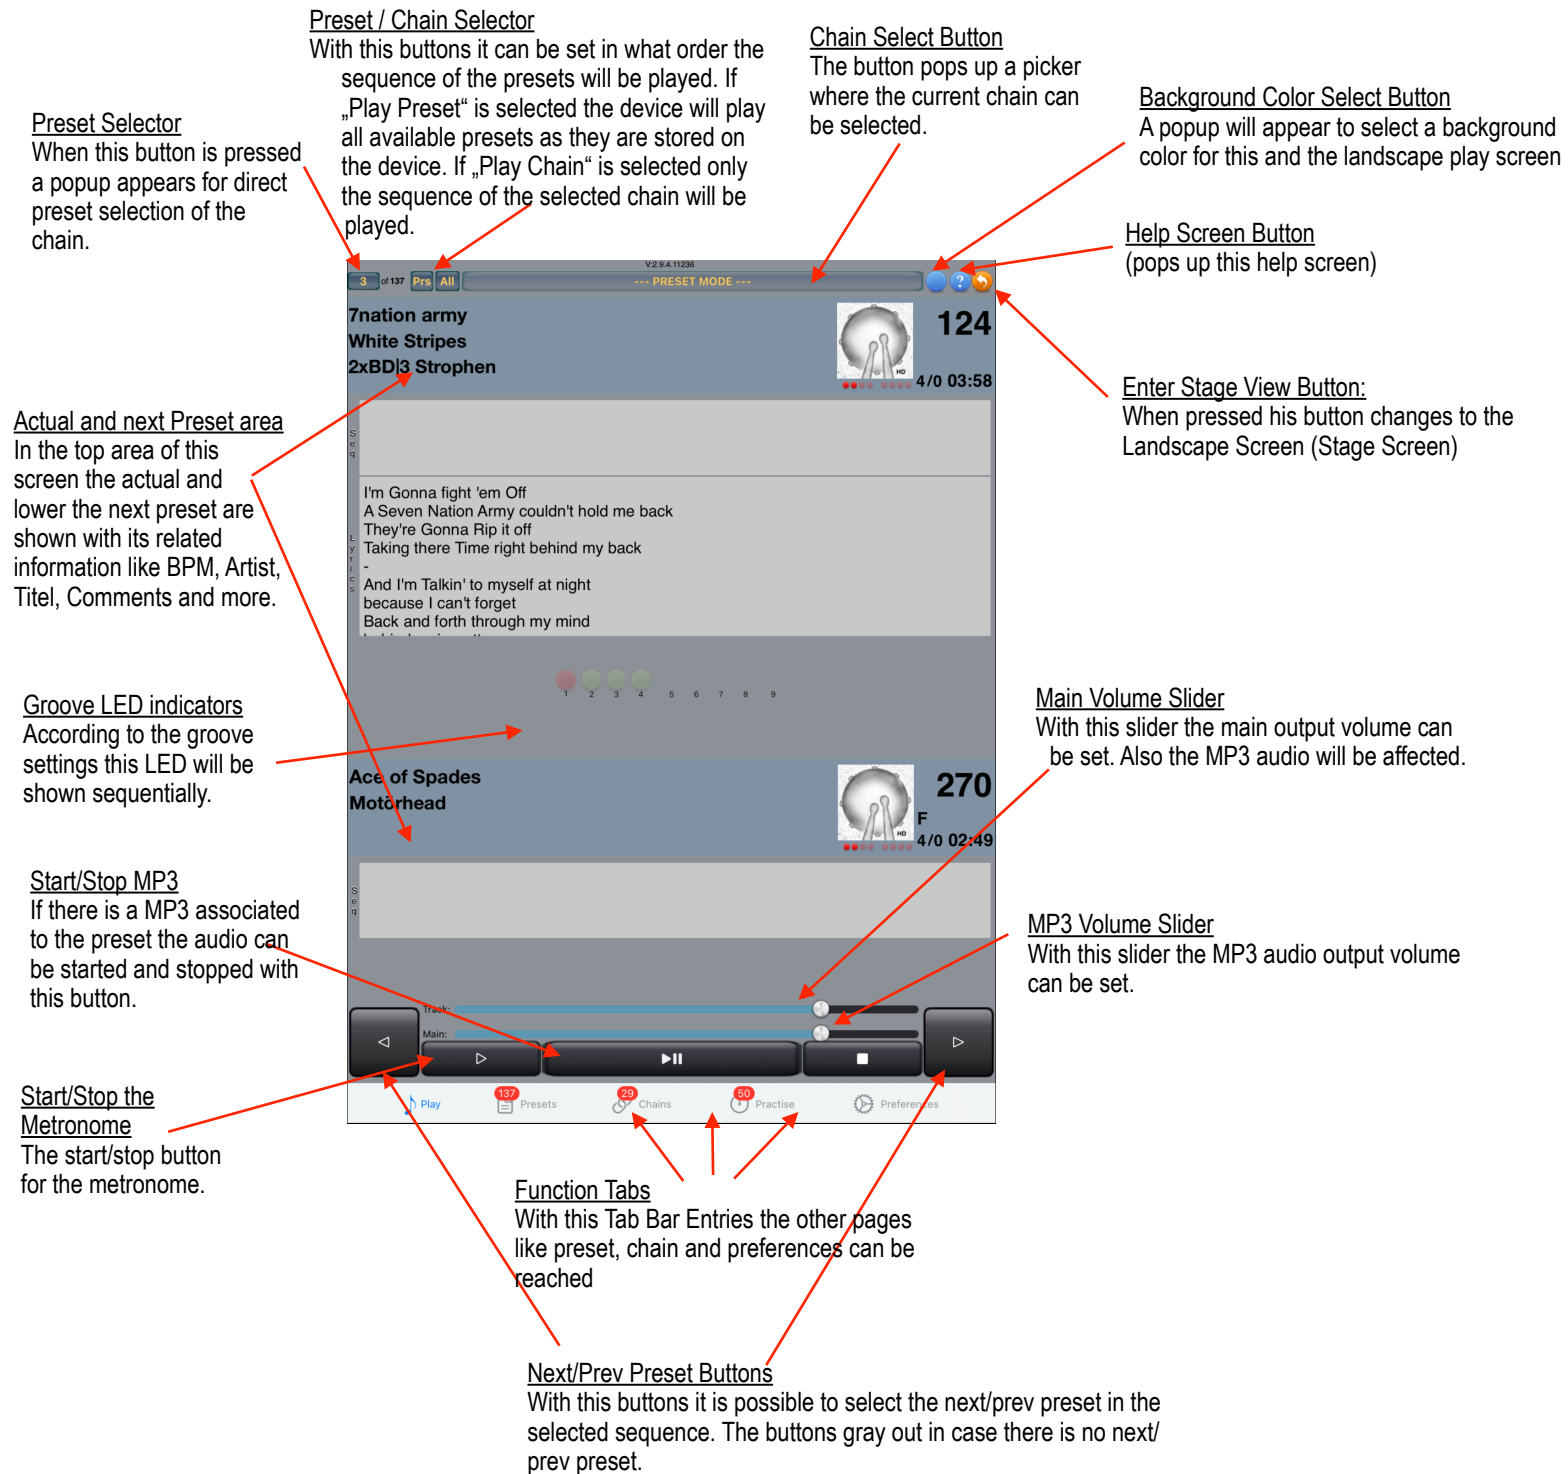 Preset / Chain Selector
With this buttons it can be set in what order the
sequence of the presets will be played. If
„Play Preset“ is selected the device will play
all available presets as they are stored on
the device. If „Play Chain“ is selected only
the sequence of the selected chain will be
played.
Chain Select Button
The button pops up a picker
where the current chain can
be selected.
Background Color Select Button
A popup will appear to select a background
color for this and the landscape play screen
Preset Selector
When this button is pressed
a popup appears for direct
preset selection of the
chain.
Help Screen Button
(pops up this help screen)
V:2.9.4.11236
3 of 137 Prs All --- PRESET MODE --- ?
7nation army
White Stripes
2xBD|3 Strophen
124
HD
4/0 03:58
Enter Stage View Button:
When pressed his button changes to the
Landscape Screen (Stage Screen)
Actual and next Preset area
In the top area of this
screen the actual and
lower the next preset are
shown with its related
information like BPM, Artist,
Titel, Comments and more.
Seq
Lyrics
I'm Gonna fight 'em Off
A Seven Nation Army couldn't hold me back
They're Gonna Rip it off
Taking there Time right behind my back
-
And I'm Talkin' to myself at night
because I can't forget
Back and forth through my mind
1 2 3 4 5 6 7 8 9
Groove LED indicators
According to the groove
settings this LED will be
shown sequentially.
Main Volume Slider
With this slider the main output volume can
be set. Also the MP3 audio will be affected.
Ace of Spades
Motörhead
270
F
HD
4/0 02:49
Seq
Start/Stop MP3
If there is a MP3 associated
to the preset the audio can
be started and stopped with
this button.
MP3 Volume Slider
With this slider the MP3 audio output volume
can be set.
Track:
Main:
Play
137 Presets
29 Chains
50 Practise
Preferences
Start/Stop the
Metronome
The start/stop button
for the metronome.
Function Tabs
With this Tab Bar Entries the other pages
like preset, chain and preferences can be
reached
Next/Prev Preset Buttons
With this buttons it is possible to select the next/prev preset in the
selected sequence. The buttons gray out in case there is no next/
prev preset.